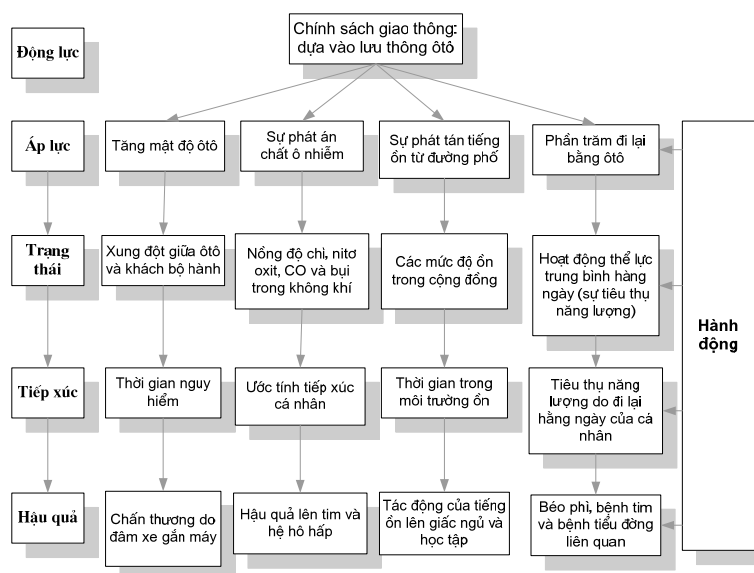 Động lực
Chính sách giao thông:
dựa vào lưu thông ôtô
Áp lực
Tăng mật độ ôtô
Sự phát án
chất ô nhiễm
Sự phát tán tiếng
ồn từ đường phố
Phần trăm đi lại
bằng ôtô
Trạng
thái
Xung đột giữa ôtô
và khách bộ hành
Nồng độ chì, nitơ
oxit, CO và bụi
trong không khí
Các mức độ ồn
trong cộng đồng
Hoạt động thể lực
trung bình hàng
ngày (sự tiêu thụ
năng lượng)
Hành
động
Tiếp xúc
Thời gian nguy
hiểm
Ước tính tiếp xúc
cá nhân
Thời gian trong
môi trường ồn
Tiêu thụ năng
lượng do đi lại
hằng ngày của cá
nhân
Hậu quả
Chấn thương do
đâm xe gắn máy
Hậu quả lên tim và
hệ hô hấp
Tác động của tiếng
ồn lên giấc ngủ và
học tập
Béo phì, bệnh tim
và bệnh tiểu đờng
liên quan